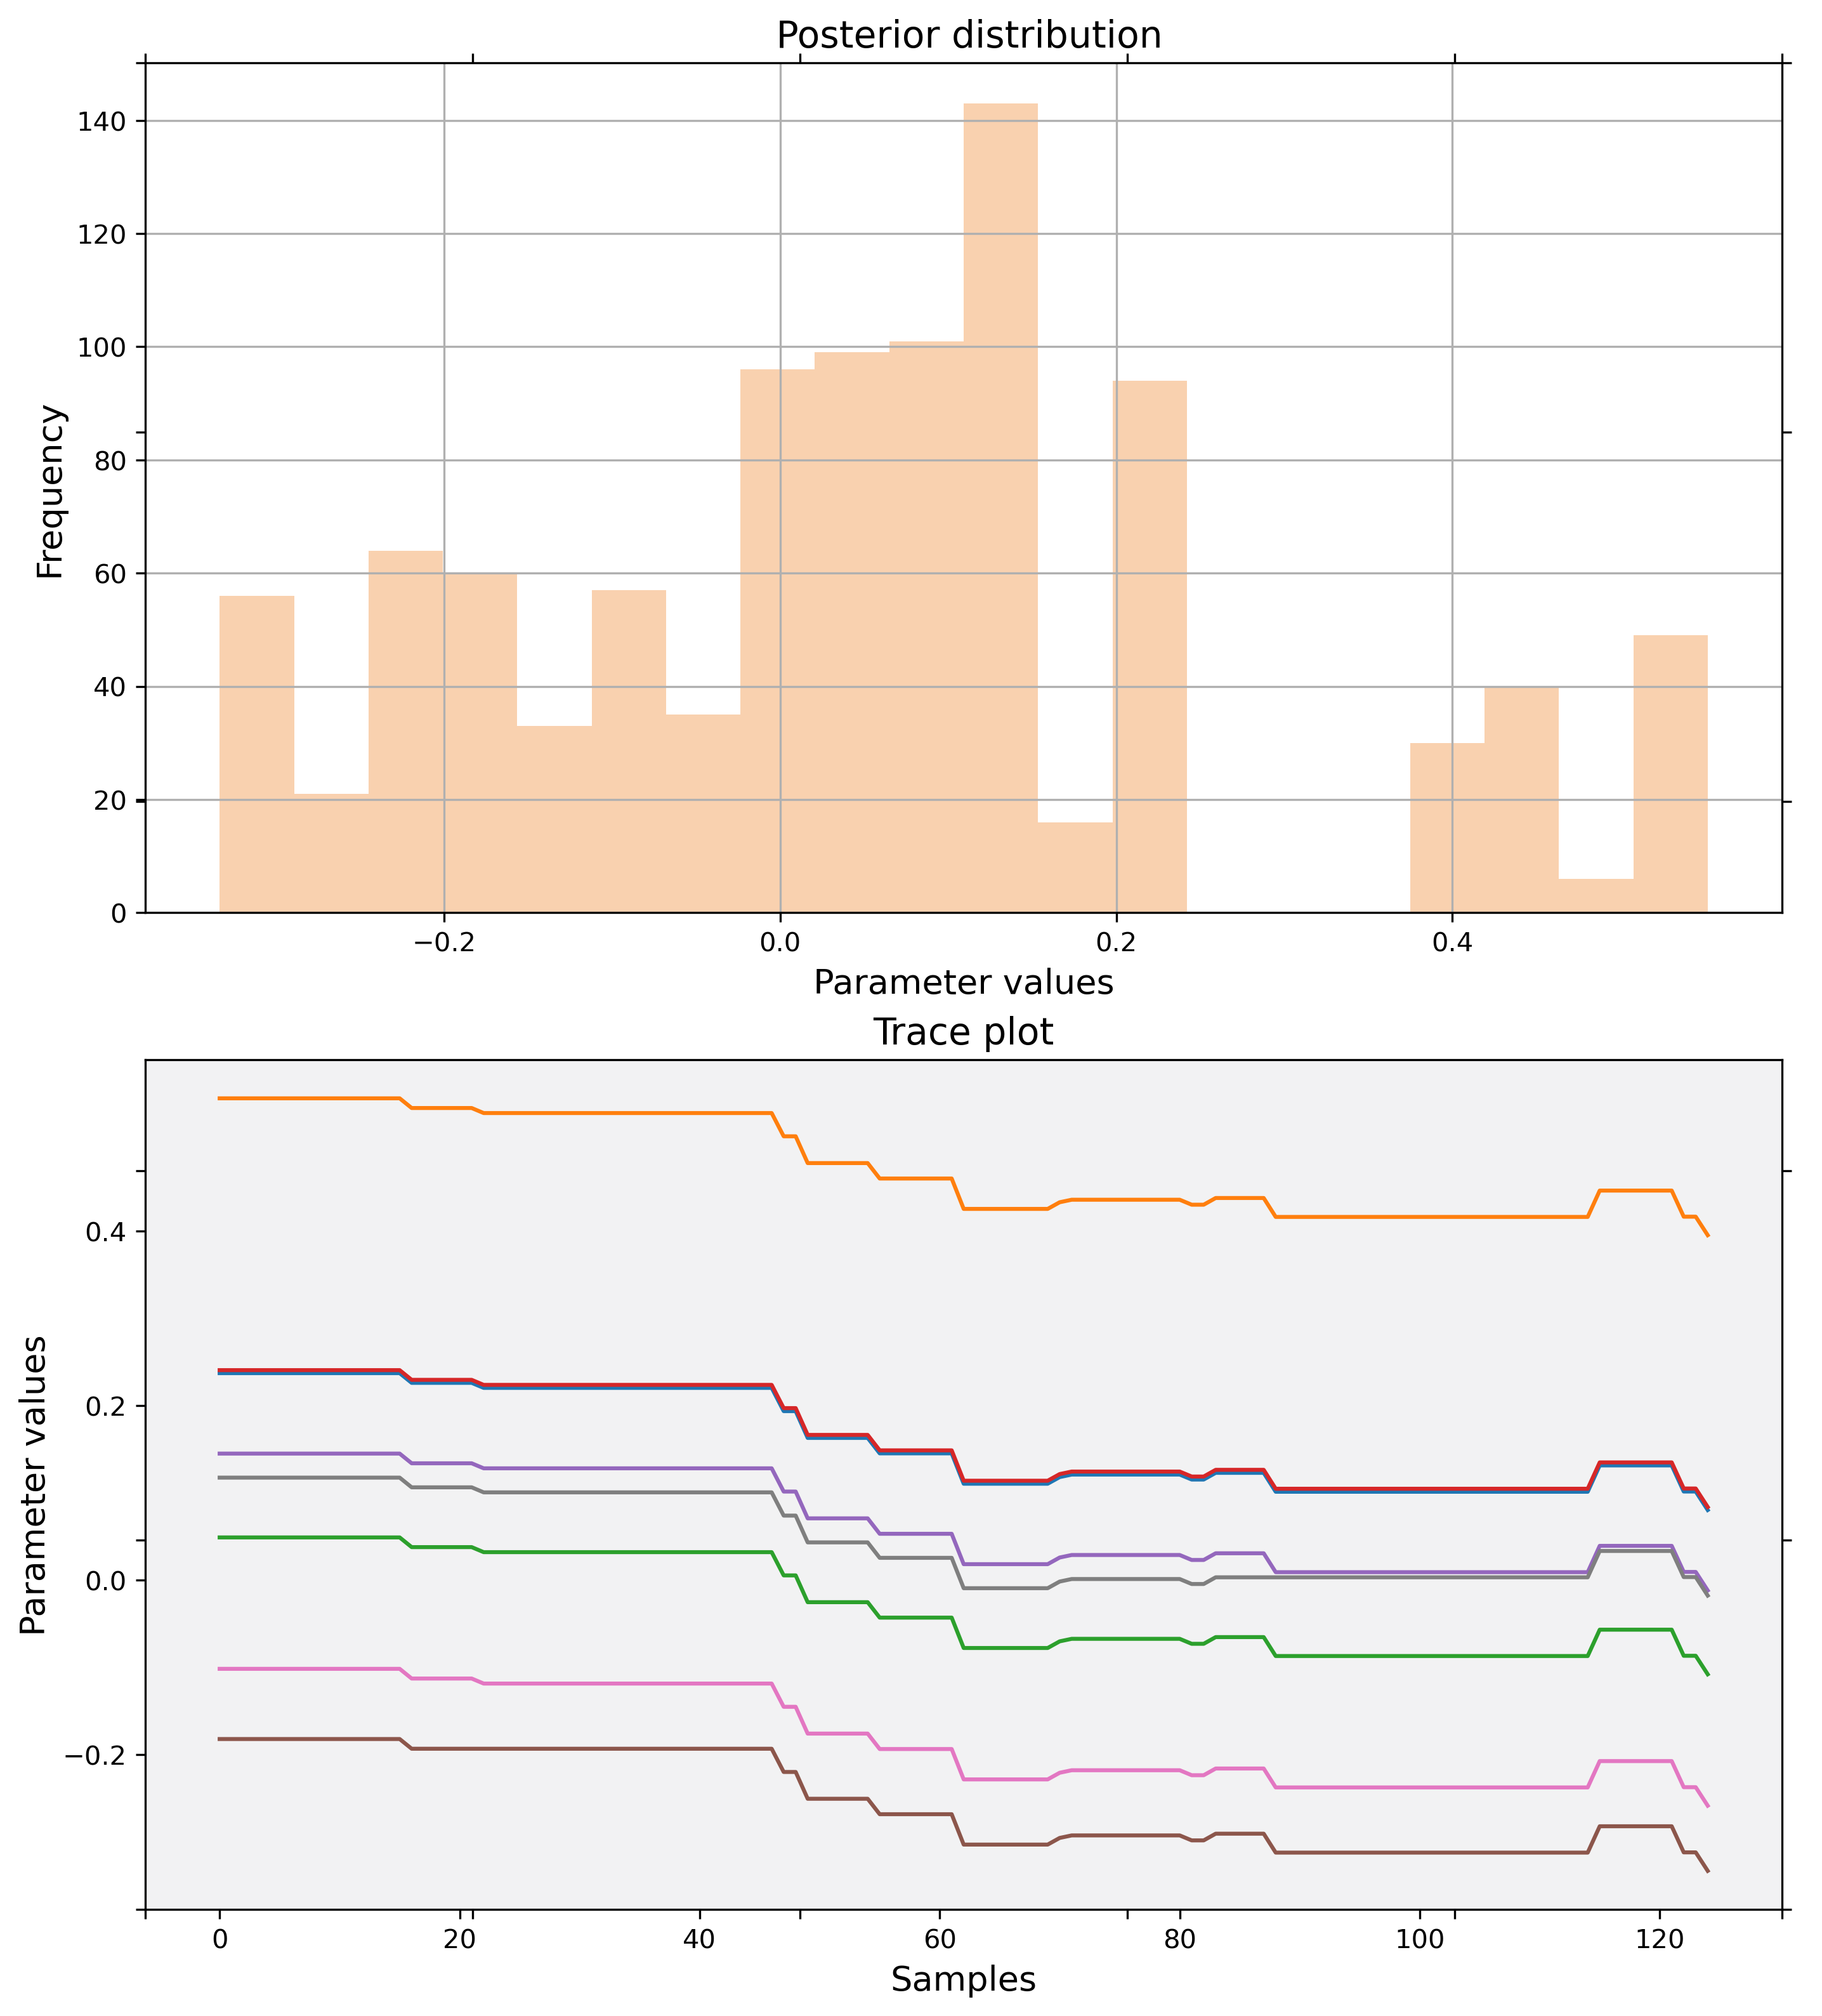 Posterior distribution
140
120
100
80
60
40
20
0
Frequency
−0.2 0.0 0.2 0.4
Parameter values
Trace plot
0.4
0.2
0.0
−0.2
Parameter values
0 20 40 60 80 100 120
Samples